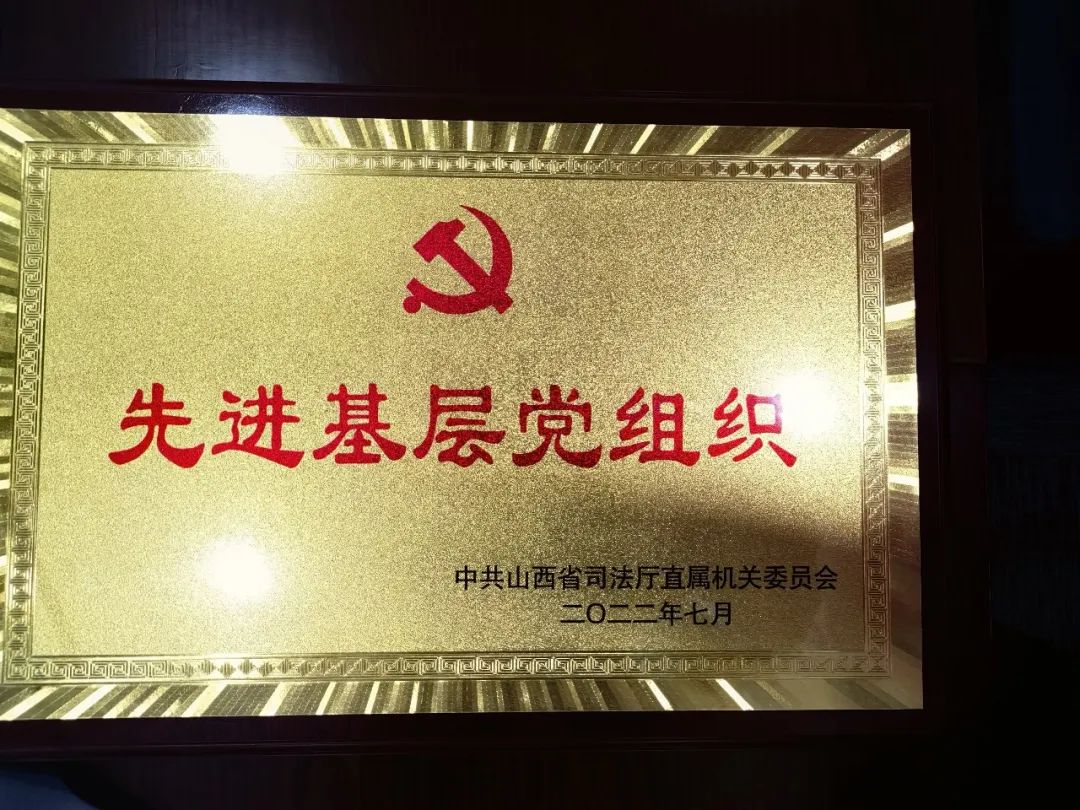 先进基层党组织
中共山西省司法厅直属机关委员会
二〇二二年七月